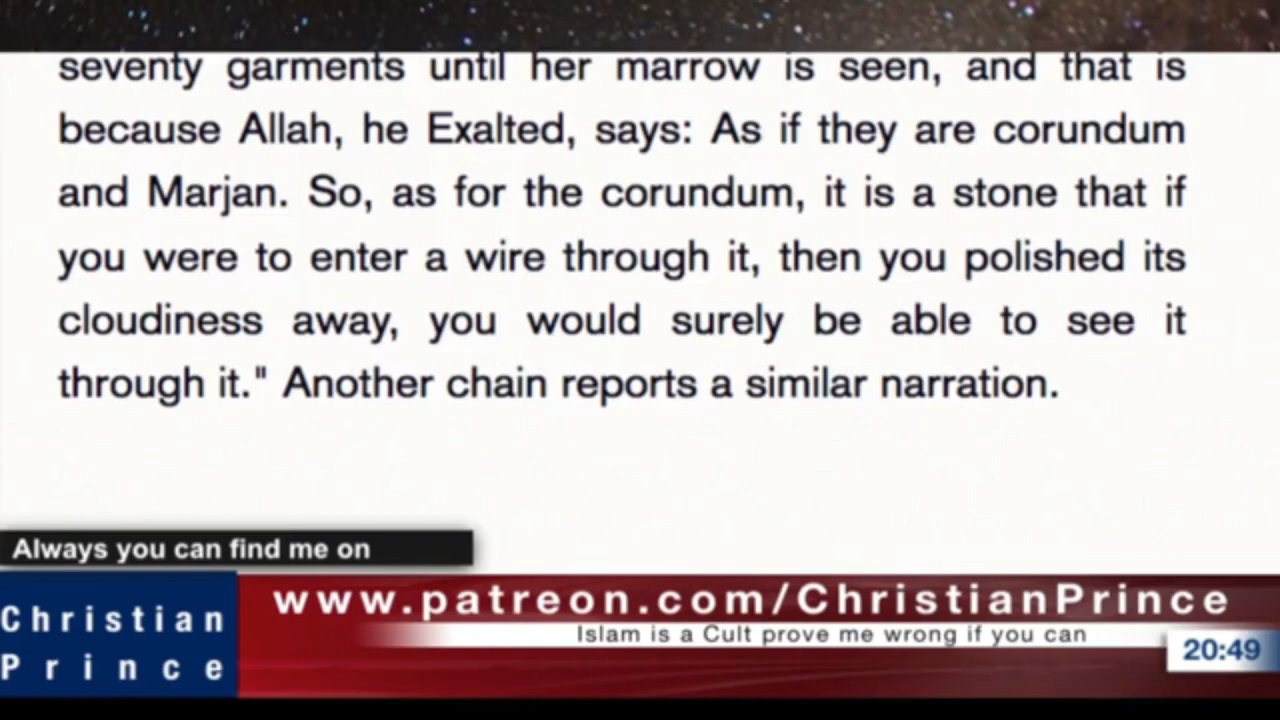 seventy garments until her marrow is seen, and that is
because Allah, he Exalted, says: As if they are corundum
and Marjan. So, as for the corundum, it is a stone that if
you were to enter a wire through it, then you polished its
cloudiness away, you would surely be able to see it
through it." Another chain reports a similar narration.
Always you can find me on
Christian
Prince
www.patreon.com/ChristianPrince
Islam is a Cult prove me wrong if you can
20:49